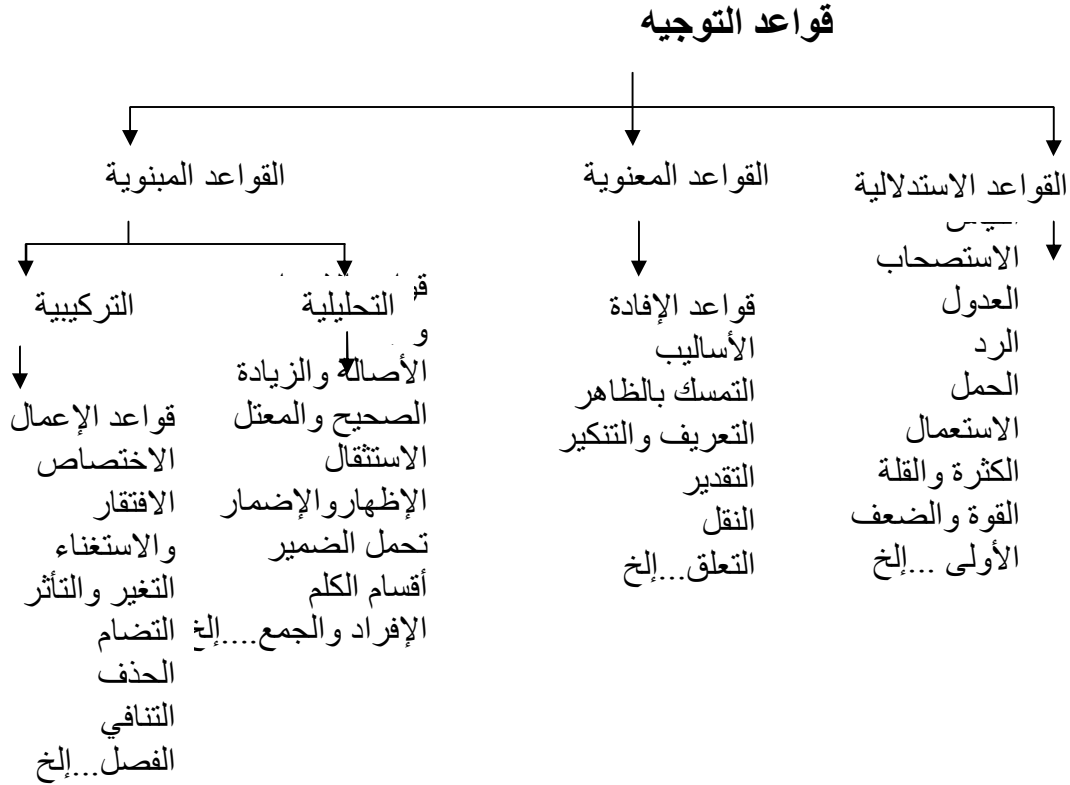 قواعد التوجيه
القواعد الاستدلالية
الاستصحاب
العدول
الرد
الحمل
الاستعمال
الكثرة والقلة
القوة والضعف
الأولى ...إلخ
القواعد المعنوية
قواعد الإفادة
الأساليب
التمسك بالظاهر
التعريف والتنكير
التقدير
النقل
التعلق...إلخ
القواعد المبنوية
التحليلية
و
الأصالة والزيادة
الصحيح والمعتل
الاستثقال
الإظهار والإضمار
تحمل الضمير
أقسام الكلم
الإفراد والجمع....إلخ
التركيبية
قواعد الإعمال
الاختصاص
الافتقار
والاستغناء
التغير والتأثر
التضام
الحذف
التنافي
الفصل...إلخ